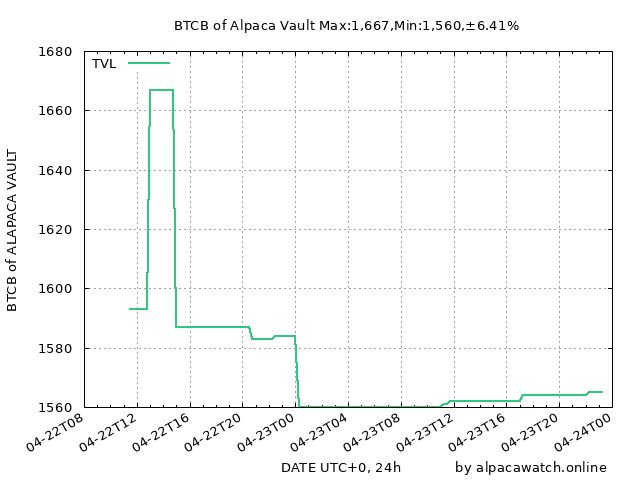 BTCB of Alpaca Vault Max:1,667,Min:1,560,±6.41%
TVL
1680
1660
1640
1620
1600
1580
1560
BTCB of ALAPACA VAULT
04-22T08
04-22T12
04-22T16
04-22T20
04-23T00
04-23T04
04-23T08
04-23T12
04-23T16
04-23T20
04-24T00
DATE UTC+0, 24h
by alpacawatch.online